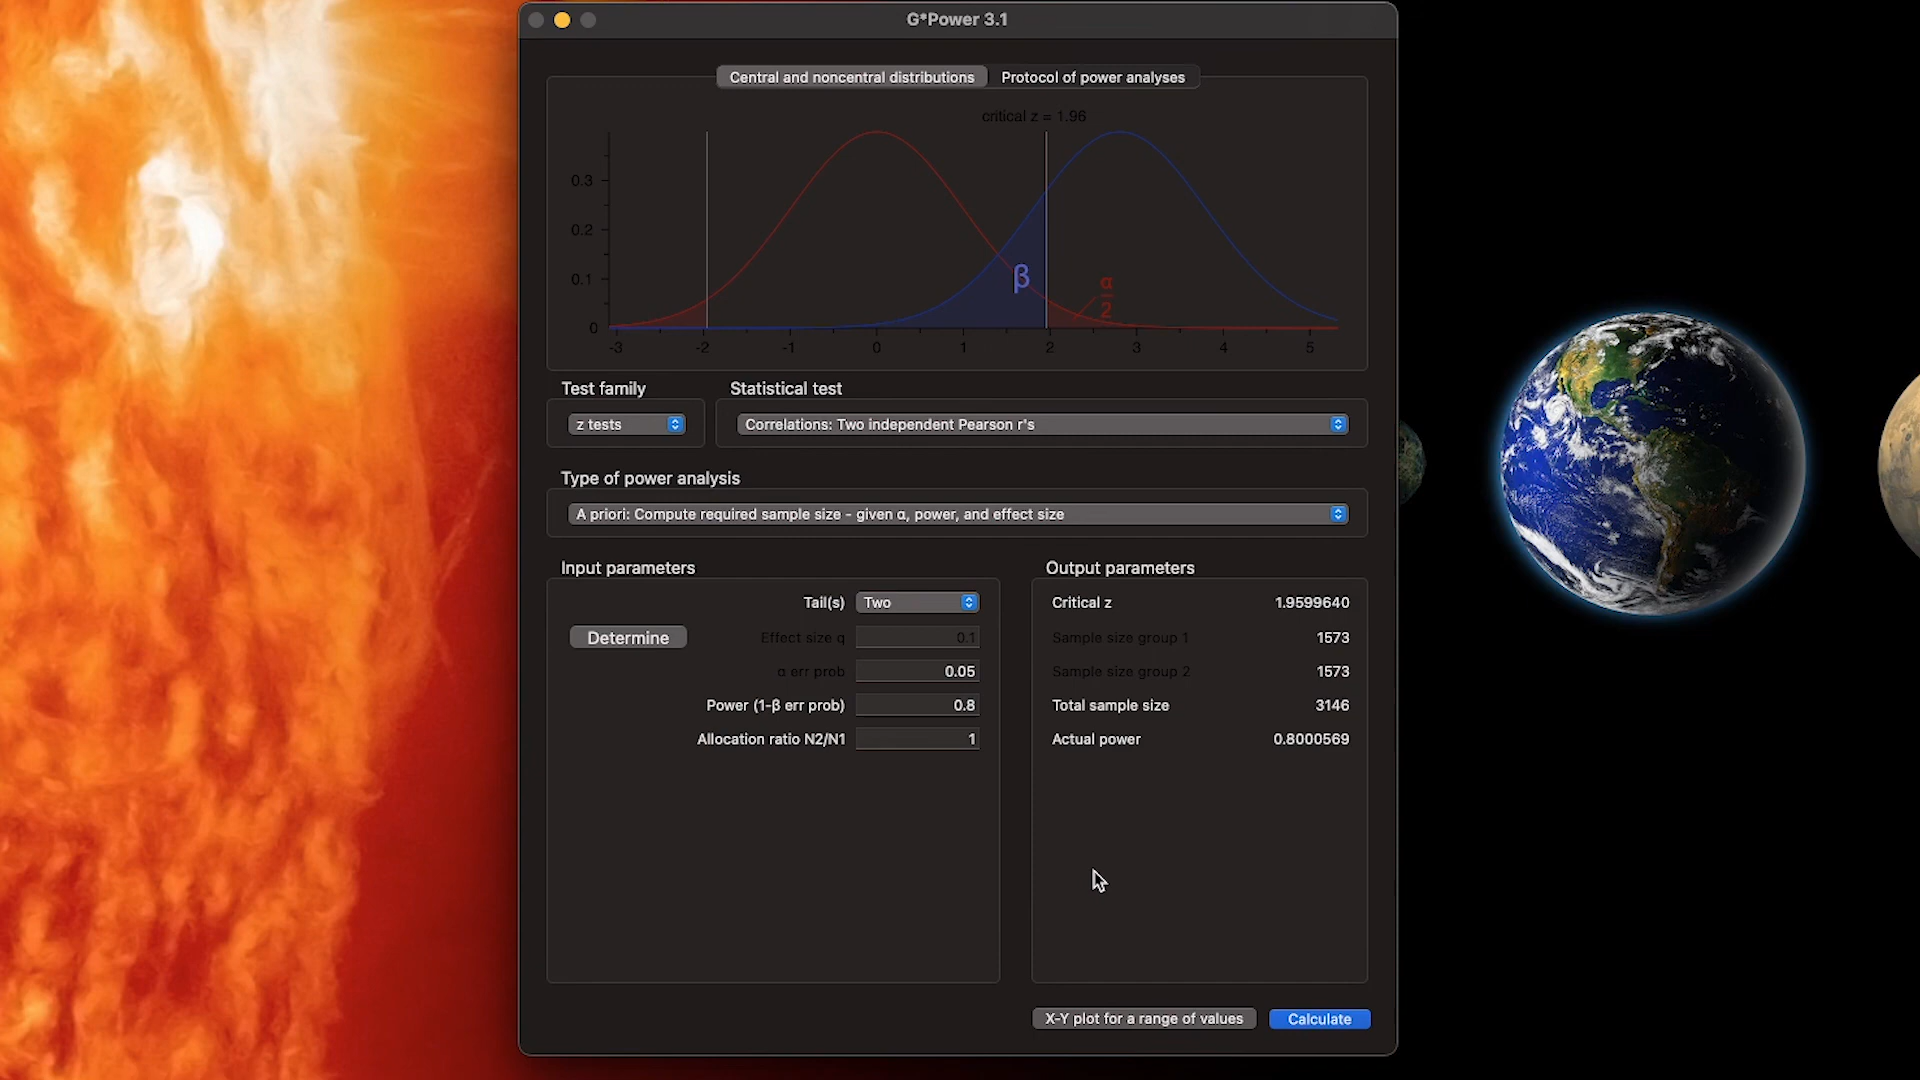 G*Power 3.1
Central and noncentral distributions Protocol of power analyses
critical z = 1.96
0.3
0.2
0.1
0
β
α
2
-3 -2 -1 0 1 2 3 4 5
Test family Statistical test
z tests Correlations: Two independent Pearson r's
Type of power analysis
A priori: Compute required sample size - given α, power, and effect size
Input parameters Output parameters
Tail(s) Two Critical z 1.9599640
Determine Effect size q 0.1 Sample size group 1 1573
α err prob 0.05 Sample size group 2 1573
Power (1-β err prob) 0.8 Total sample size 3146
Allocation ratio N2/N1 1 Actual power 0.8000569
X-Y plot for a range of values Calculate